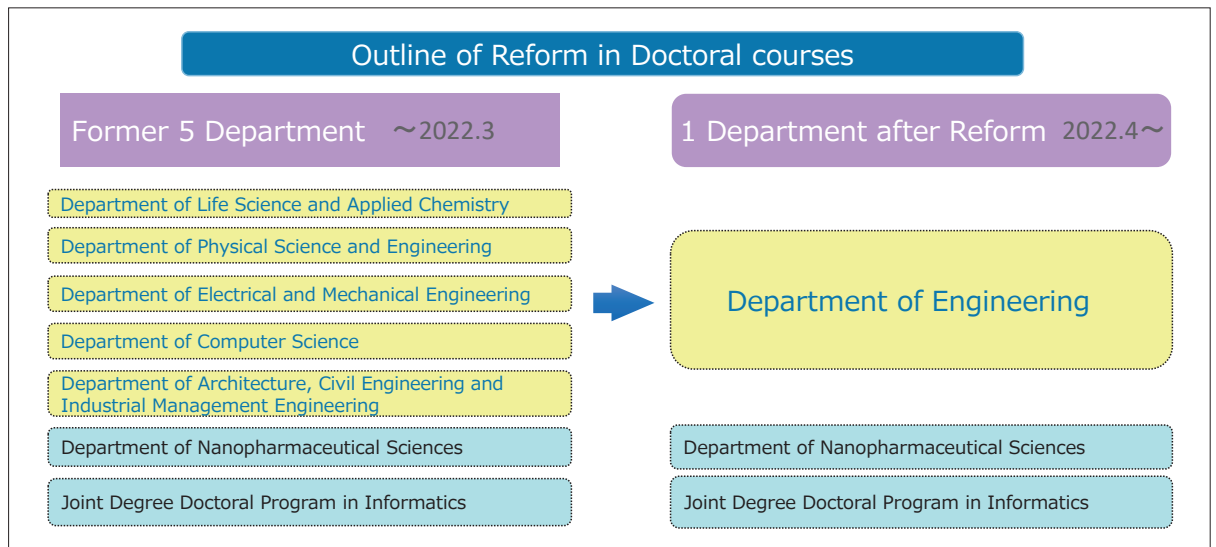 Outline of Reform in Doctoral courses
Former 5 Department ～2022.3
Department of Life Science and Applied Chemistry
Department of Physical Science and Engineering
Department of Electrical and Mechanical Engineering
Department of Computer Science
Department of Architecture, Civil Engineering and
Industrial Management Engineering
Department of Nanopharmaceutical Sciences
Joint Degree Doctoral Program in Informatics
1 Department after Reform 2022.4～
Department of Engineering
Department of Nanopharmaceutical Sciences
Joint Degree Doctoral Program in Informatics